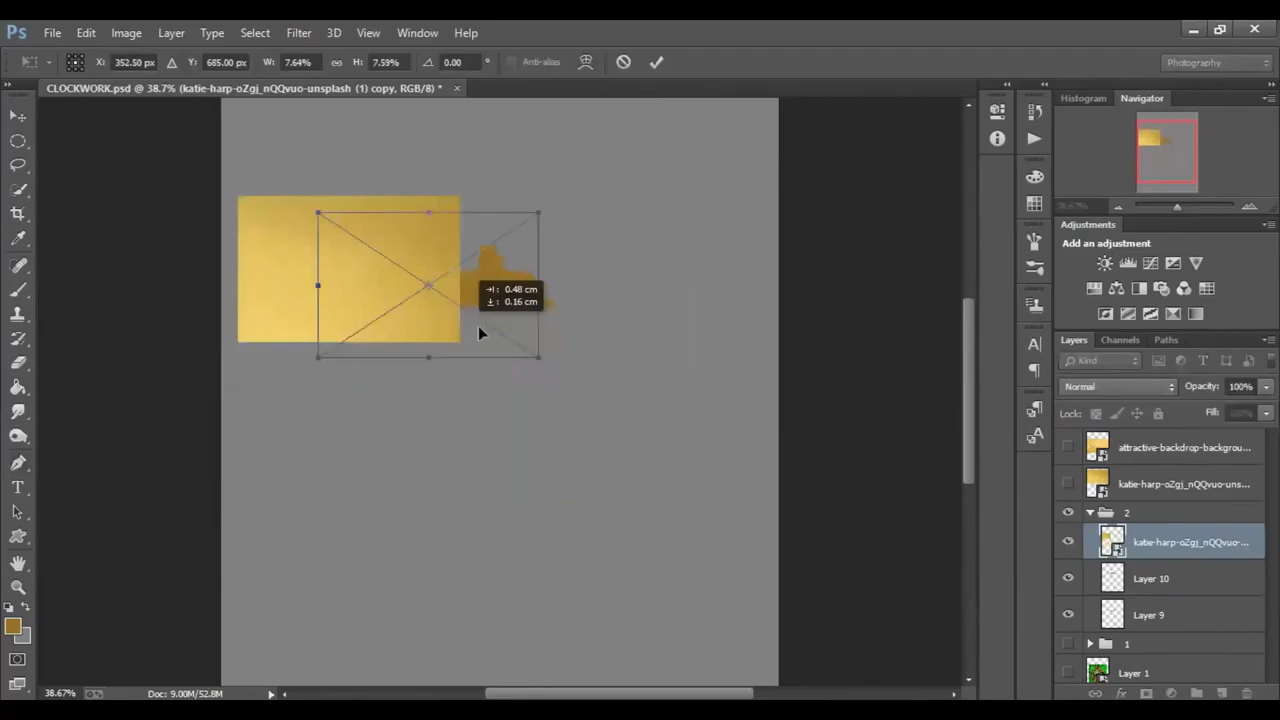 Ps File Edit Image Layer Type Select Filter 3D View Window Help
X: 352.50 px Y: 685.00 px W: 7.64% H: 7.59% 0.00 ° Anti-alias Photography
CLOCKWORK.psd @ 38.7% (katie-harp-oZgj_nQQvuo-unsplash (1) copy, RGB/8) * ×
Histogram Navigator
38.67%
Adjustments
Add an adjustment
0.48 cm
0.16 cm
Layers Channels Paths
Kind
Normal Opacity: 100%
Lock: Fill: 100%
attractive-backdrop-backgrou...
katie-harp-oZgj_nQQvuo-uns...
2
katie-harp-oZgj_nQQvuo-...
Layer 10
Layer 9
1
Layer 1
38.67% Doc: 9.00M/52.8M